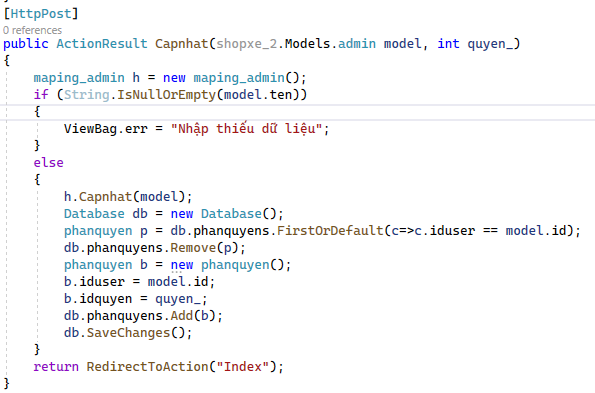 [HttpPost]
0 references
public ActionResult Capnhat(shopxe_2.Models.admin model, int quyen_)
{
maping_admin h = new maping_admin();
if (String.IsNullOrEmpty(model.ten))
{
ViewBag.err = "Nhập thiếu dữ liệu";
}
else
{
h.Capnhat(model);
Database db = new Database();
phanquyen p = db.phanquyens.FirstOrDefault(c=>c.iduser == model.id);
db.phanquyens.Remove(p);
phanquyen b = new phanquyen();
b.iduser = model.id;
b.idquyen = quyen_;
db.phanquyens.Add(b);
db.SaveChanges();
}
return RedirectToAction("Index");
}